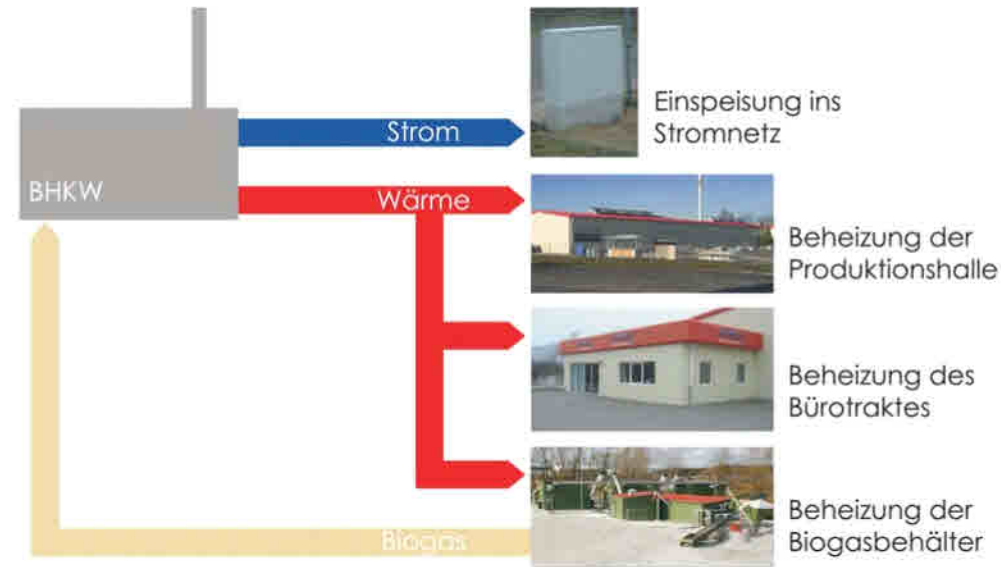 Strom
Einspeisung ins
Stromnetz
BHKW
Wärme
Beheizung der
Produktionshalle
Beheizung des
Bürotraktes
Biogas
Beheizung der
Biogasbehälter